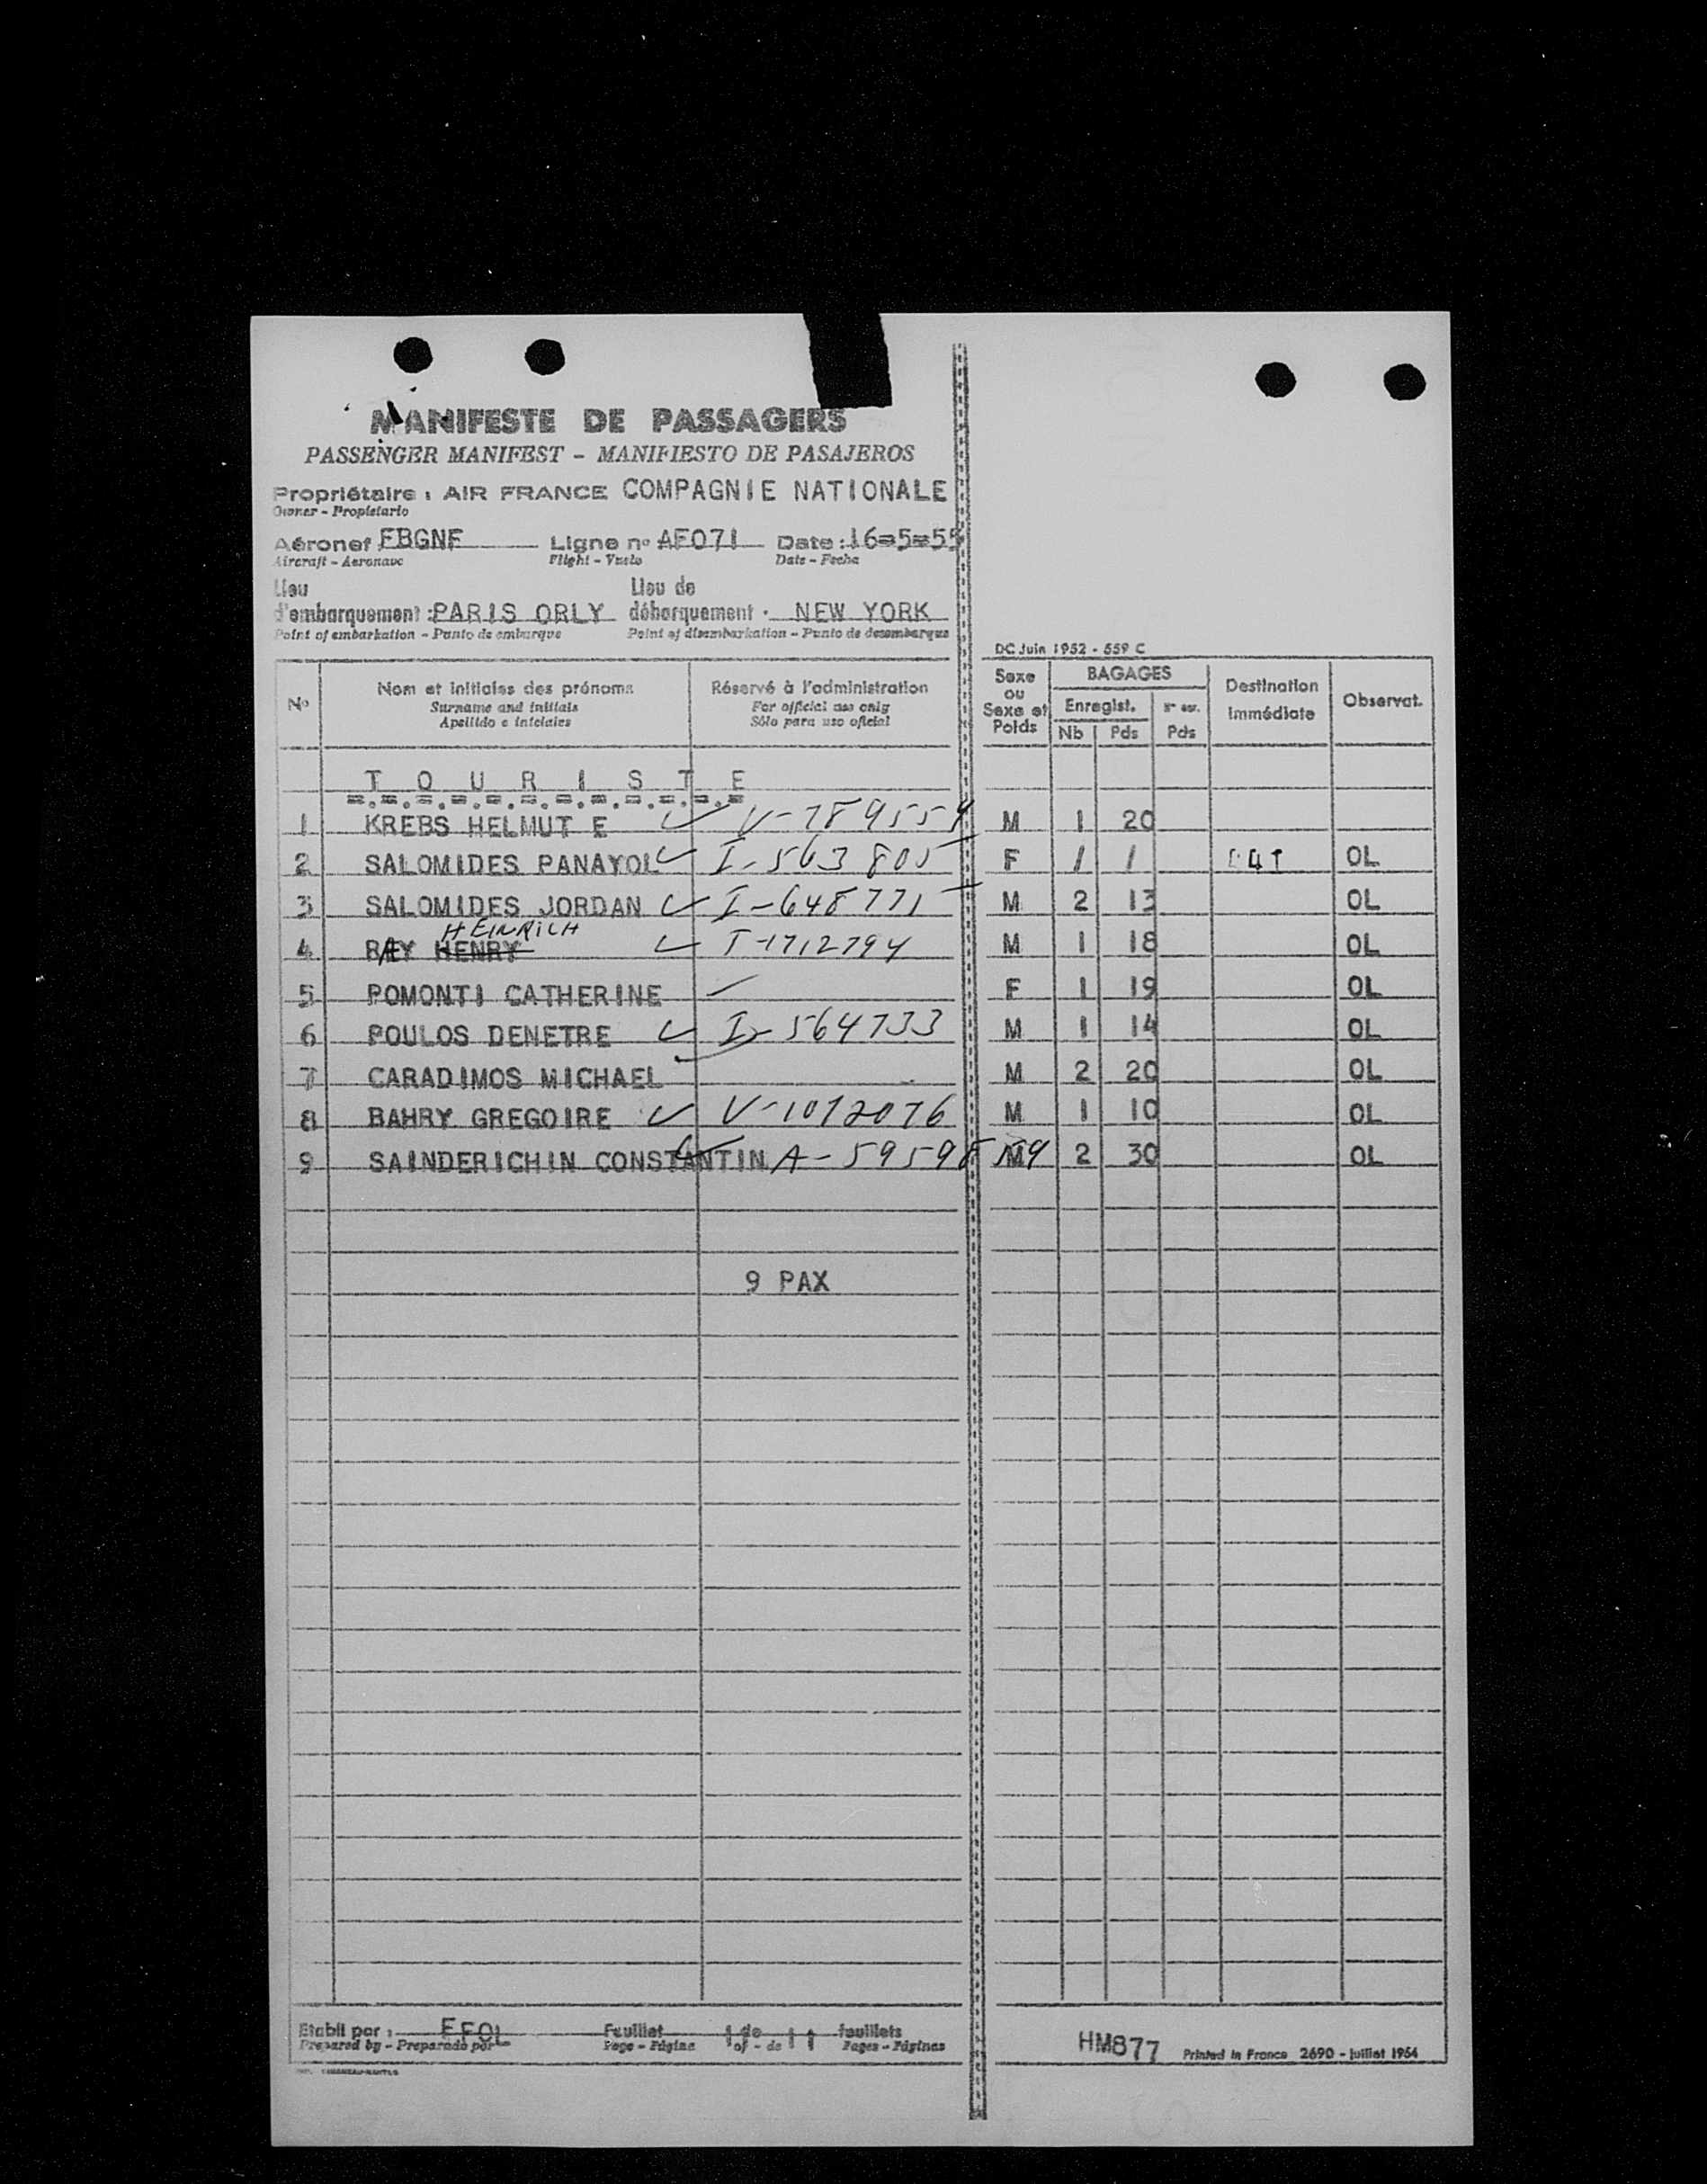 MANIFESTE DE PASSAGERS
PASSENGER MANIFEST - MANIFIESTO DE PASAJEROS
Propriétaire : AIR FRANCE COMPAGNIE NATIONALE
Owner - Propietario
Aéronef FBGNF Ligne no AF071 Date : 16-5-55
Aircraft - Aeronave Flight - Vuelo Date - Fecha
Lieu d'embarquement : PARIS ORLY Lieu de débarquement : NEW YORK
Point of embarkation - Punto de embarque Point of disembarkation - Punto de desembarque
DC Juin 1952 - 559 C
No Nom et initiales des prénoms Réservé à l'administration Sexe ou Sexe et Poids BAGAGES Destination Immédiate Observat.
Surname and initials For official use only Enregist.
Apellido e iniciales Sólo para uso oficial Nb Pds Pds
T O U R I S T E
1 KREBS HELMUT E V-789554 M 1 20
2 SALOMIDES PANAYOL I-563805 F / / OL
3 SALOMIDES JORDAN I-648771 M 2 13 OL
HEINRICH
4 HENRY I-1712794 M 1 18 OL
5 POMONTI CATHERINE F 1 19 OL
6 POULOS DENETRE I-564733 M 1 14 OL
7 CARADIMOS MICHAEL M 2 20 OL
8 BAHRY GREGOIRE V-1012076 M 1 10 OL
9 SAINDERICHIN CONSTANTIN A- M 2 30 OL
9 PAX
Etabli par : Feuillet 1 de feuillets
Prepared by - Preparado por Page - Página of - de Pages - Páginas
HM877 Printed in France 2690 - Juillet 1954